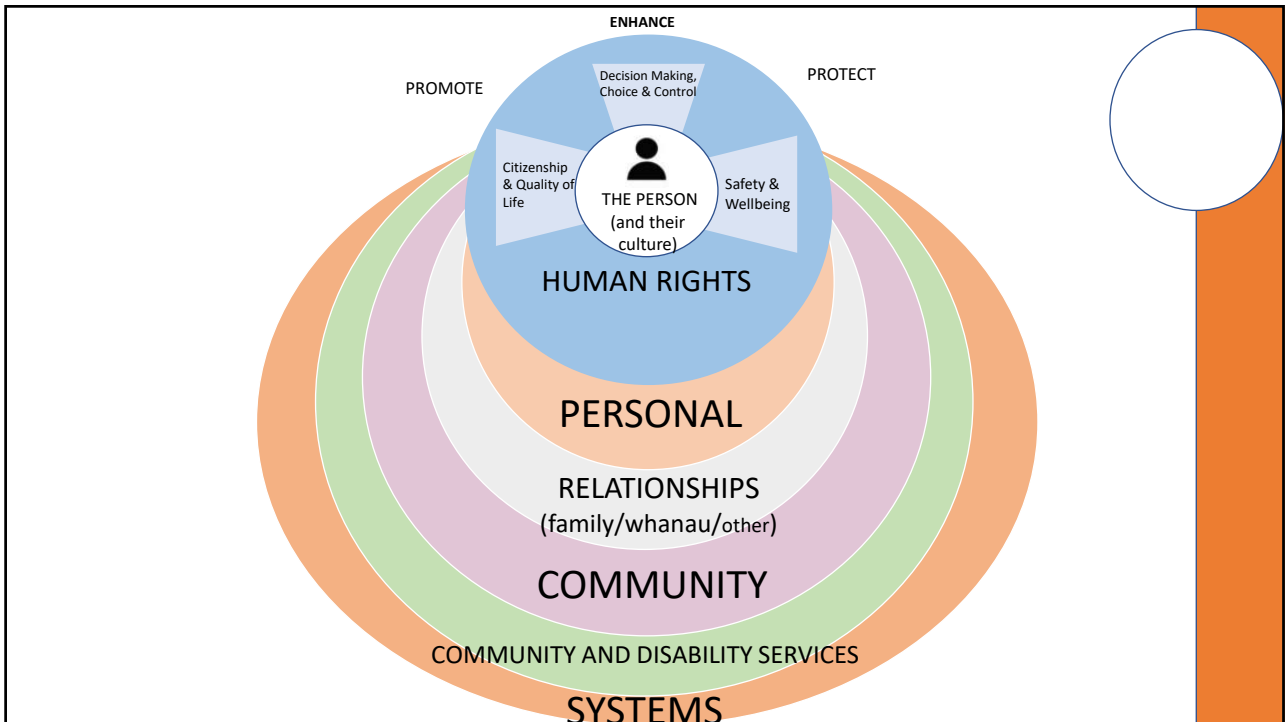 ENHANCE
PROMOTE
PROTECT
Decision Making,
Choice & Control
Citizenship
& Quality of
Life
Safety &
Wellbeing
THE PERSON
(and their
culture)
HUMAN RIGHTS
PERSONAL
RELATIONSHIPS
(family/whanau/other)
COMMUNITY
COMMUNITY AND DISABILITY SERVICES
SYSTEMS